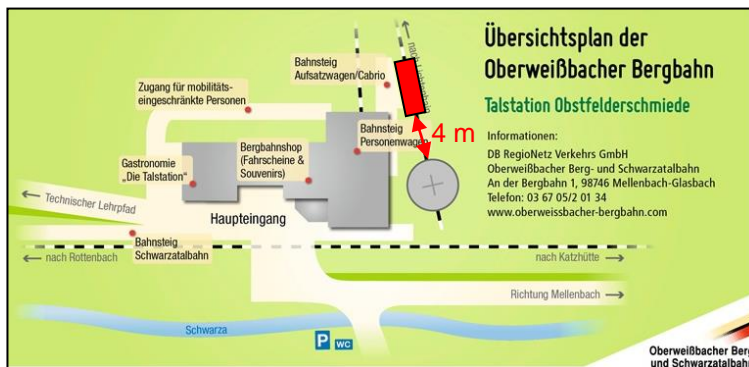 Übersichtsplan der
Oberweißbacher Bergbahn
Talstation Obstfelderschmiede
Informationen:
DB RegioNetz Verkehrs GmbH
Oberweißbacher Berg- und Schwarzatalbahn
An der Bergbahn 1, 98746 Mellenbach-Glasbach
Telefon: 03 67 05/2 01 34
www.oberweissbacher-bergbahn.com
nach
Bahnsteig
Aufsatzwagen/Cabrio
Zugang für mobilitäts-
eingeschränkte Personen
4 m
Bahnsteig
Personenwagen
Bergbahnshop
(Fahrscheine &
Souvenirs)
Gastronomie
„Die Talstation“
Technischer Lehrpfad
Haupteingang
Bahnsteig
Schwarzatalbahn
nach Rottenbach
nach Katzhütte
Richtung Mellenbach
Schwarza
P WC
Oberweißbacher Berg
und Schwarzatalbahn